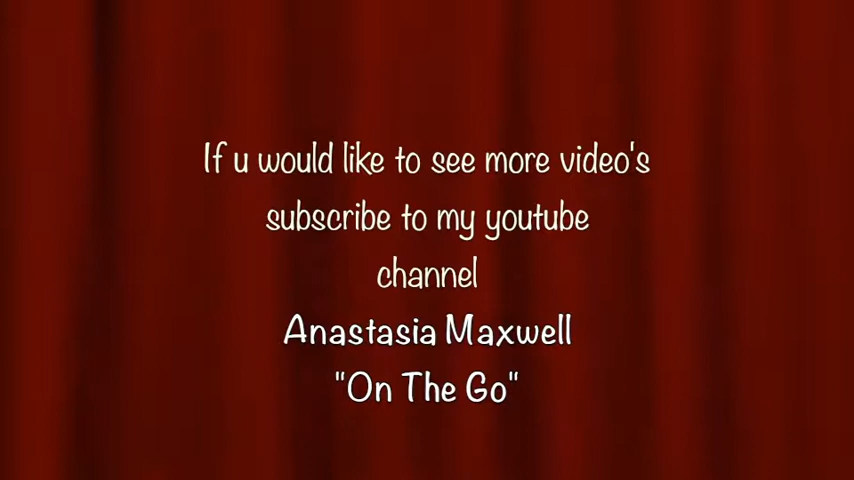 If u would like to see more video's
subscribe to my youtube
channel
Anastasia Maxwell
"On The Go"